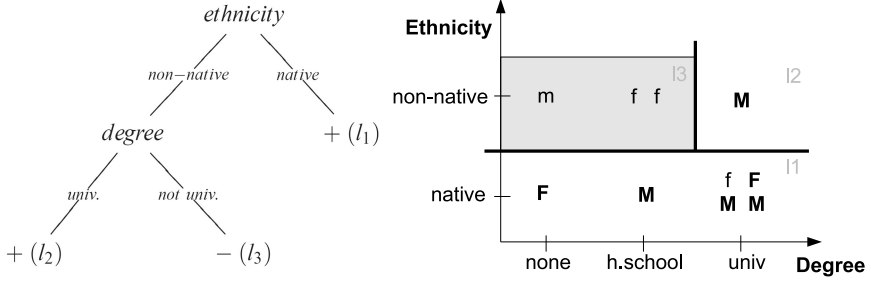 ethnicity
non−native
native
degree
+ (l₁)
univ.
not univ.
+ (l₂)
− (l₃)
Ethnicity
l3
l2
non-native
m
f f
M
l1
native
F
M
f F
M M
none
h.school
univ
Degree